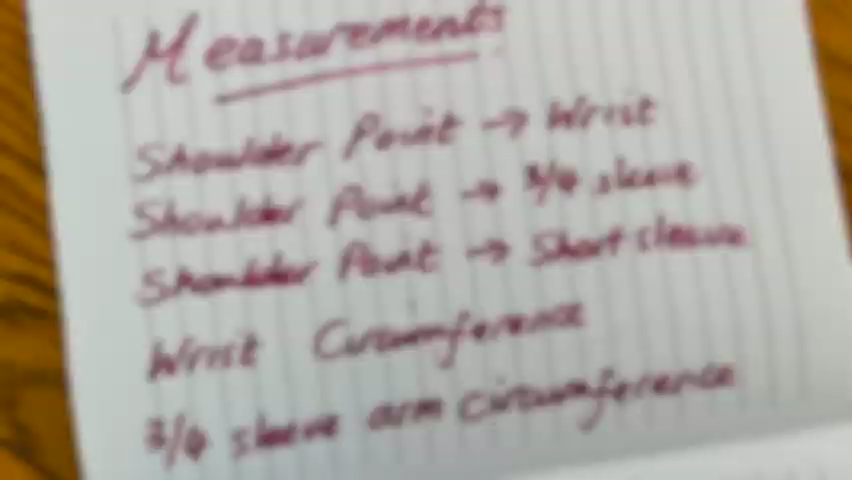 Measurements
Shoulder Point → Wrist
Shoulder Point → 3/4 sleeve
Shoulder Point → Short sleeve
Wrist Circumference
3/4 sleeve arm circumference